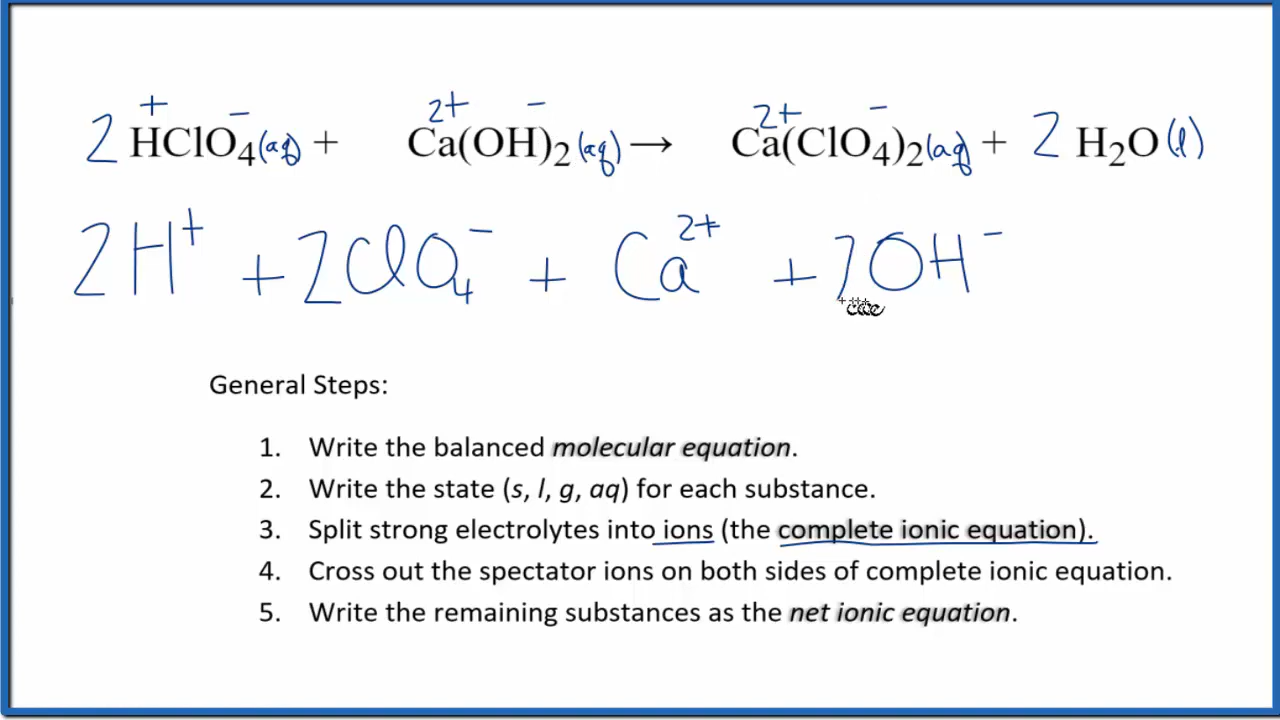 + - 2+ - 2+ -
2 HClO₄(aq) + Ca(OH)₂(aq) → Ca(ClO₄)₂(aq) + 2 H₂O(l)
2H⁺ + 2ClO₄⁻ + Ca²⁺ + 2OH⁻
General Steps:
1. Write the balanced molecular equation.
2. Write the state (s, l, g, aq) for each substance.
3. Split strong electrolytes into ions (the complete ionic equation).
4. Cross out the spectator ions on both sides of complete ionic equation.
5. Write the remaining substances as the net ionic equation.